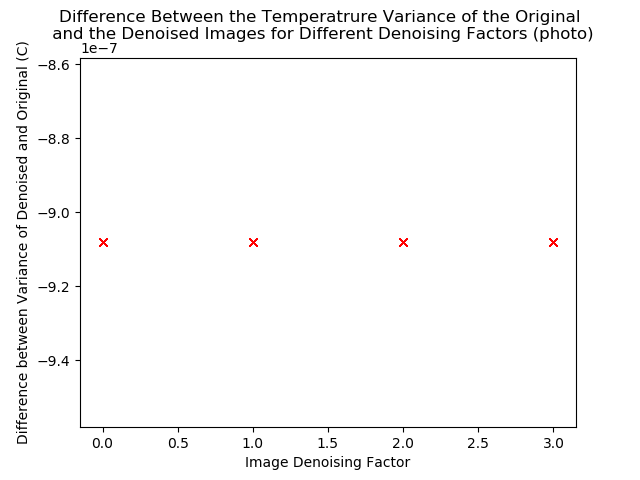 Difference Between the Temperatrure Variance of the Original
and the Denoised Images for Different Denoising Factors (photo)
1e−7
Difference between Variance of Denoised and Original (C)
−8.6
−8.8
−9.0
−9.2
−9.4
0.0 0.5 1.0 1.5 2.0 2.5 3.0
Image Denoising Factor